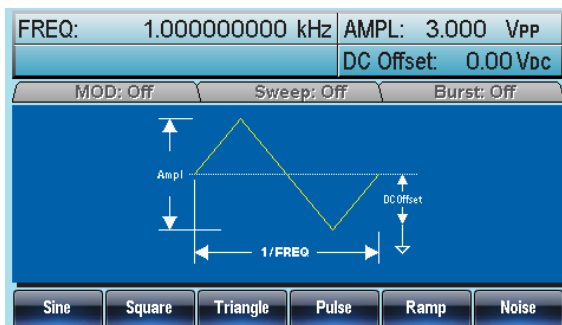 FREQ: 1.000000000 kHz AMPL: 3.000 VPP
DC Offset: 0.00 VDC
MOD: Off Sweep: Off Burst: Off
Ampl
DC Offset
1/FREQ
Sine Square Triangle Pulse Ramp Noise